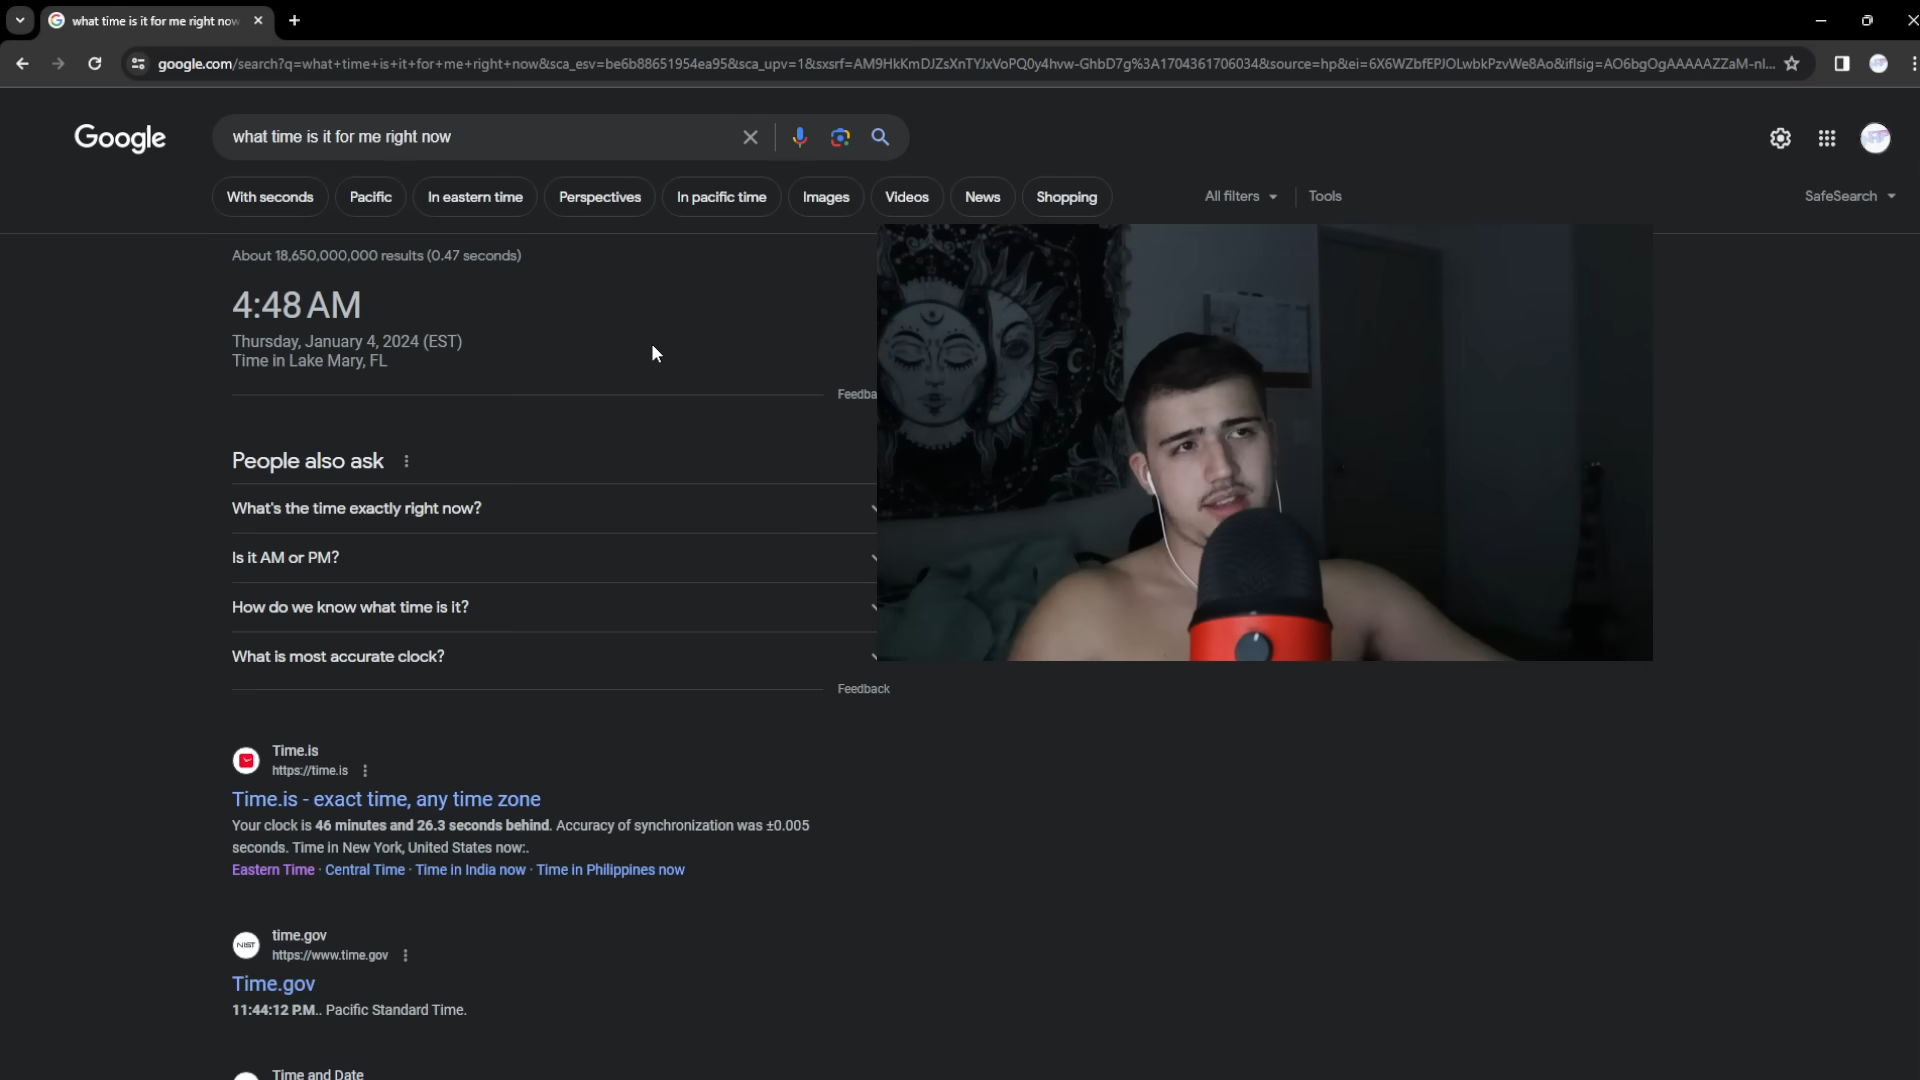 what time is it for me right now
google.com/search?q=what+time+is+it+for+me+right+now&sca_esv=be6b88651954ea95&sca_upv=1&sxsrf=AM9HkKmDJZsXnTYJxVoPQ0y4hvw-GhbD7g%3A1704361706034&source=hp&ei=6X6WZbfEPJOLwbkPzvWe8Ao&iflsig=AO6bgOgAAAAAZZaM-nl...
Google
what time is it for me right now
With seconds
Pacific
In eastern time
Perspectives
In pacific time
Images
Videos
News
Shopping
All filters
Tools
SafeSearch
About 18,650,000,000 results (0.47 seconds)
4:48 AM
Thursday, January 4, 2024 (EST)
Time in Lake Mary, FL
Feedba
People also ask
What's the time exactly right now?
Is it AM or PM?
How do we know what time is it?
What is most accurate clock?
Feedback
Time.is
https://time.is
Time.is - exact time, any time zone
Your clock is 46 minutes and 26.3 seconds behind. Accuracy of synchronization was ±0.005
seconds. Time in New York, United States now:.
Eastern Time · Central Time · Time in India now · Time in Philippines now
NIST
time.gov
https://www.time.gov
Time.gov
11:44:12 P.M.. Pacific Standard Time.
Time and Date